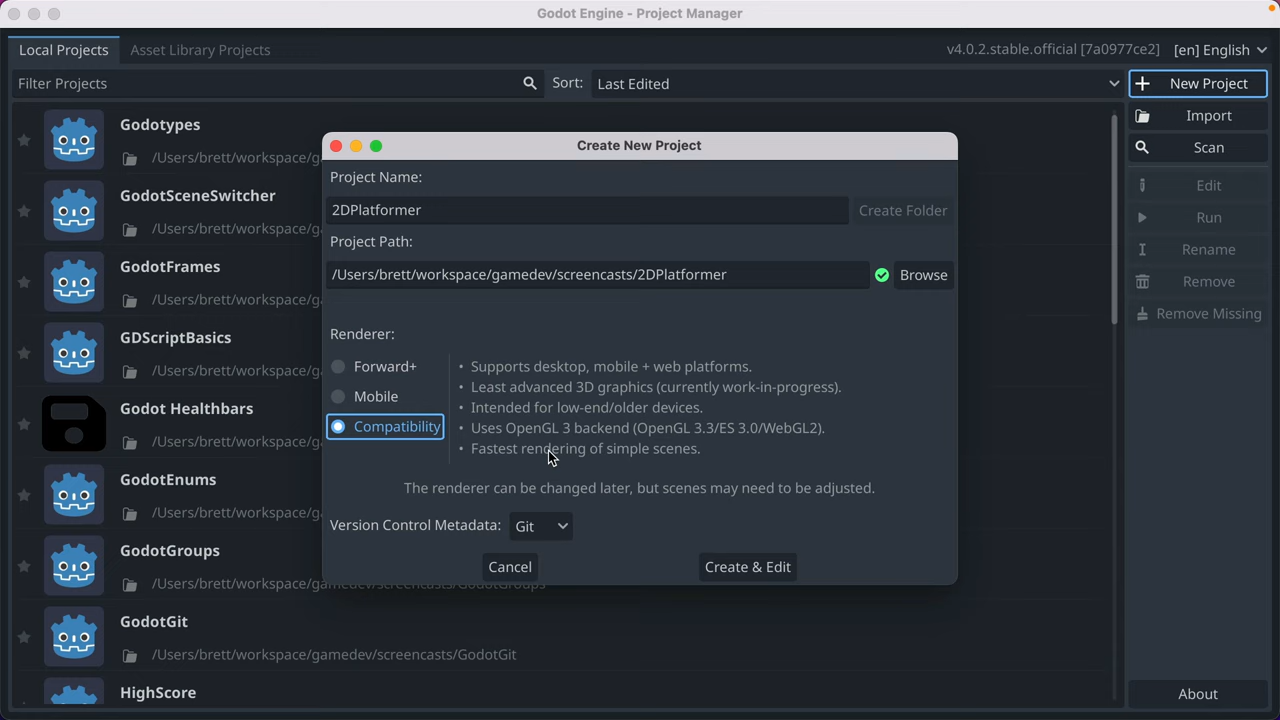 Godot Engine - Project Manager
Local Projects
Asset Library Projects
v4.0.2.stable.official [7a0977ce2]
[en] English
Filter Projects
Sort:
Last Edited
New Project
Import
Scan
Edit
Run
Rename
Remove
Remove Missing
About
Godotypes
/Users/brett/workspace/g
GodotSceneSwitcher
/Users/brett/workspace/g
GodotFrames
/Users/brett/workspace/g
GDScriptBasics
/Users/brett/workspace/g
Godot Healthbars
/Users/brett/workspace/g
GodotEnums
/Users/brett/workspace/g
GodotGroups
/Users/brett/workspace/gamedev/screencasts/GodotGroups
GodotGit
/Users/brett/workspace/gamedev/screencasts/GodotGit
HighScore
Create New Project
Project Name:
2DPlatformer
Create Folder
Project Path:
/Users/brett/workspace/gamedev/screencasts/2DPlatformer
Browse
Renderer:
Forward+
Mobile
Compatibility
• Supports desktop, mobile + web platforms.
• Least advanced 3D graphics (currently work-in-progress).
• Intended for low-end/older devices.
• Uses OpenGL 3 backend (OpenGL 3.3/ES 3.0/WebGL2).
• Fastest rendering of simple scenes.
The renderer can be changed later, but scenes may need to be adjusted.
Version Control Metadata:
Git
Cancel
Create & Edit